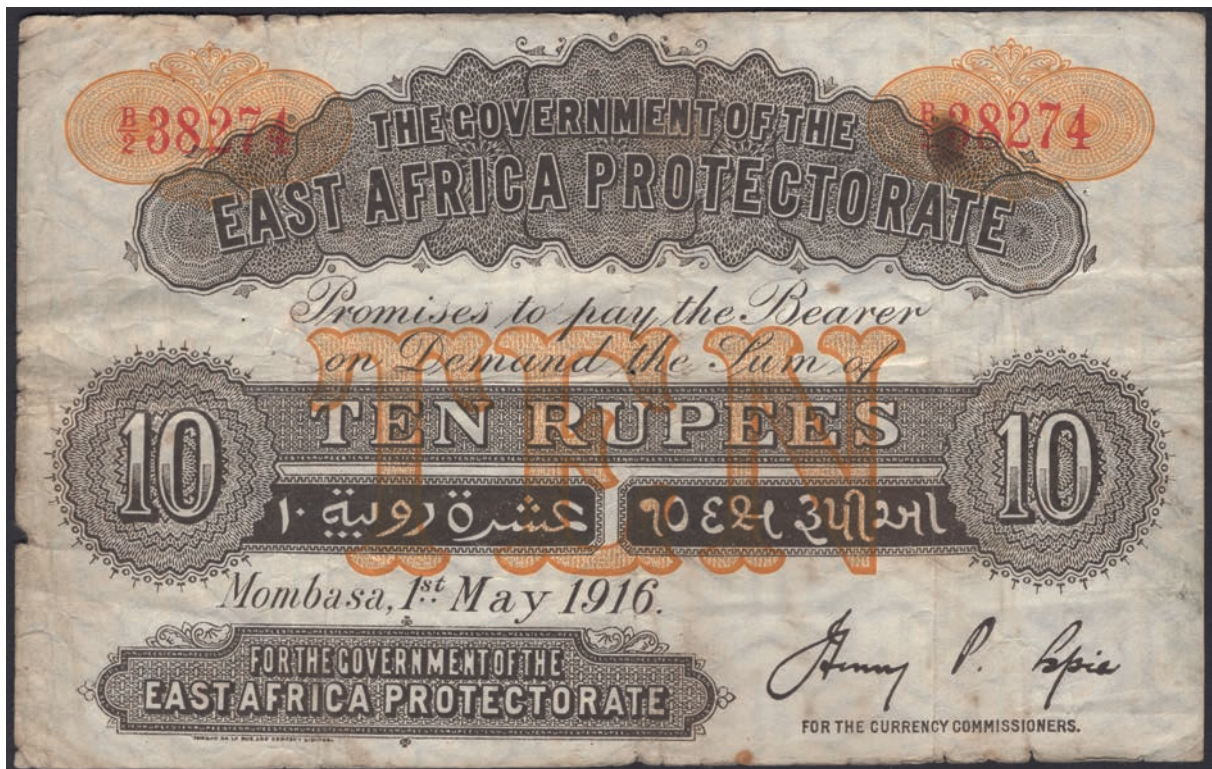 B/2 38274
B/2 38274
THE GOVERNMENT OF THE
EAST AFRICA PROTECTORATE
Promises to pay the Bearer
on Demand the Sum of
TEN
TEN RUPEES
10
10
١٠ عشرة روبية
૧૦ દશ રૂપીઆ
Mombasa, 1st May 1916.
FOR THE GOVERNMENT OF THE
EAST AFRICA PROTECTORATE
FOR THE CURRENCY COMMISSIONERS.